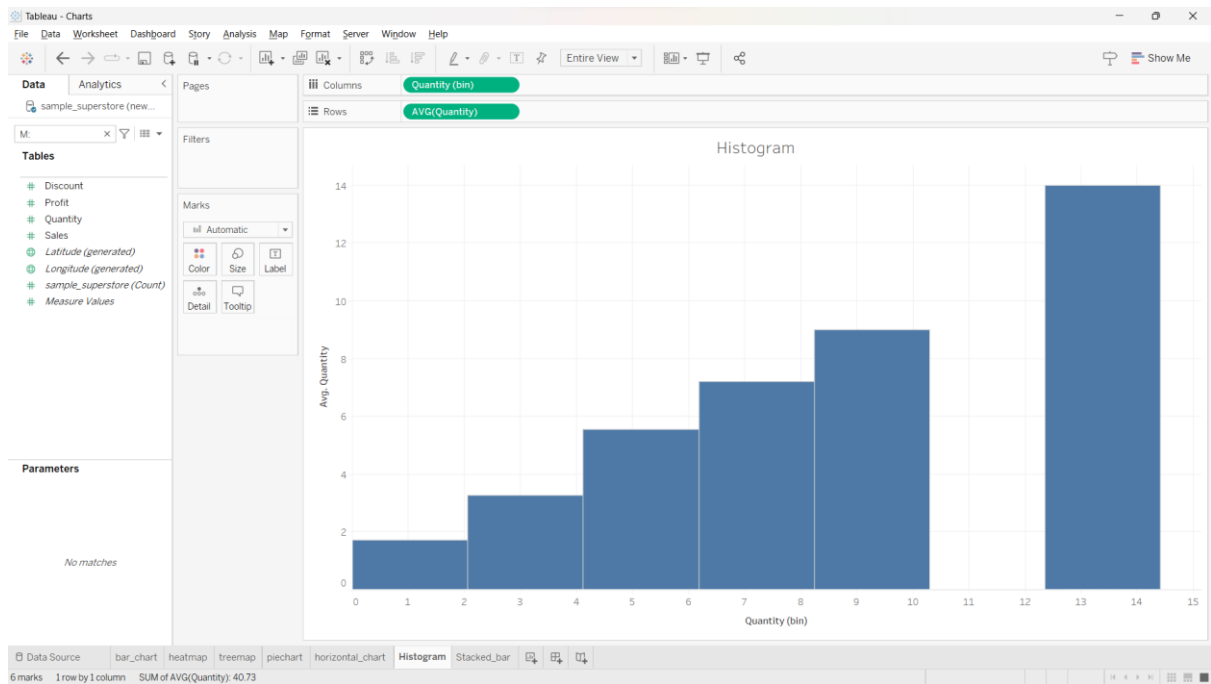 Tableau - Charts
File Data Worksheet Dashboard Story Analysis Map Format Server Window Help
Entire View
Show Me
Data Analytics
Pages
Columns
Quantity (bin)
sample_superstore (new...
Rows
AVG(Quantity)
M:
Filters
Histogram
Tables
Discount
Profit
Quantity
Sales
Latitude (generated)
Longitude (generated)
sample_superstore (Count)
Measure Values
Marks
Automatic
Color Size Label
Detail Tooltip
14
12
10
8
6
4
2
0
Avg. Quantity
0 1 2 3 4 5 6 7 8 9 10 11 12 13 14 15
Quantity (bin)
Parameters
No matches
Data Source bar_chart heatmap treemap piechart horizontal_chart Histogram Stacked_bar
6 marks 1 row by 1 column SUM of AVG(Quantity): 40.73